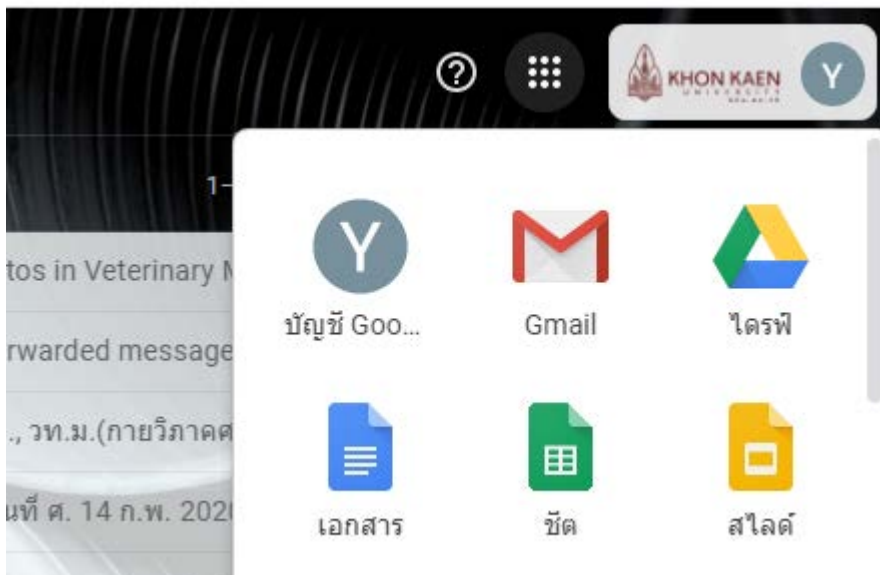 KHON KAEN
UNIVERSITY
Y
1-
tos in Veterinary
Y
บัญชี Goo...
Gmail
ไดรฟ์
rwarded message
., วท.ม.(กายวิภาคศ
นที่ ศ. 14 ก.พ. 202
เอกสาร
ชีต
สไลด์